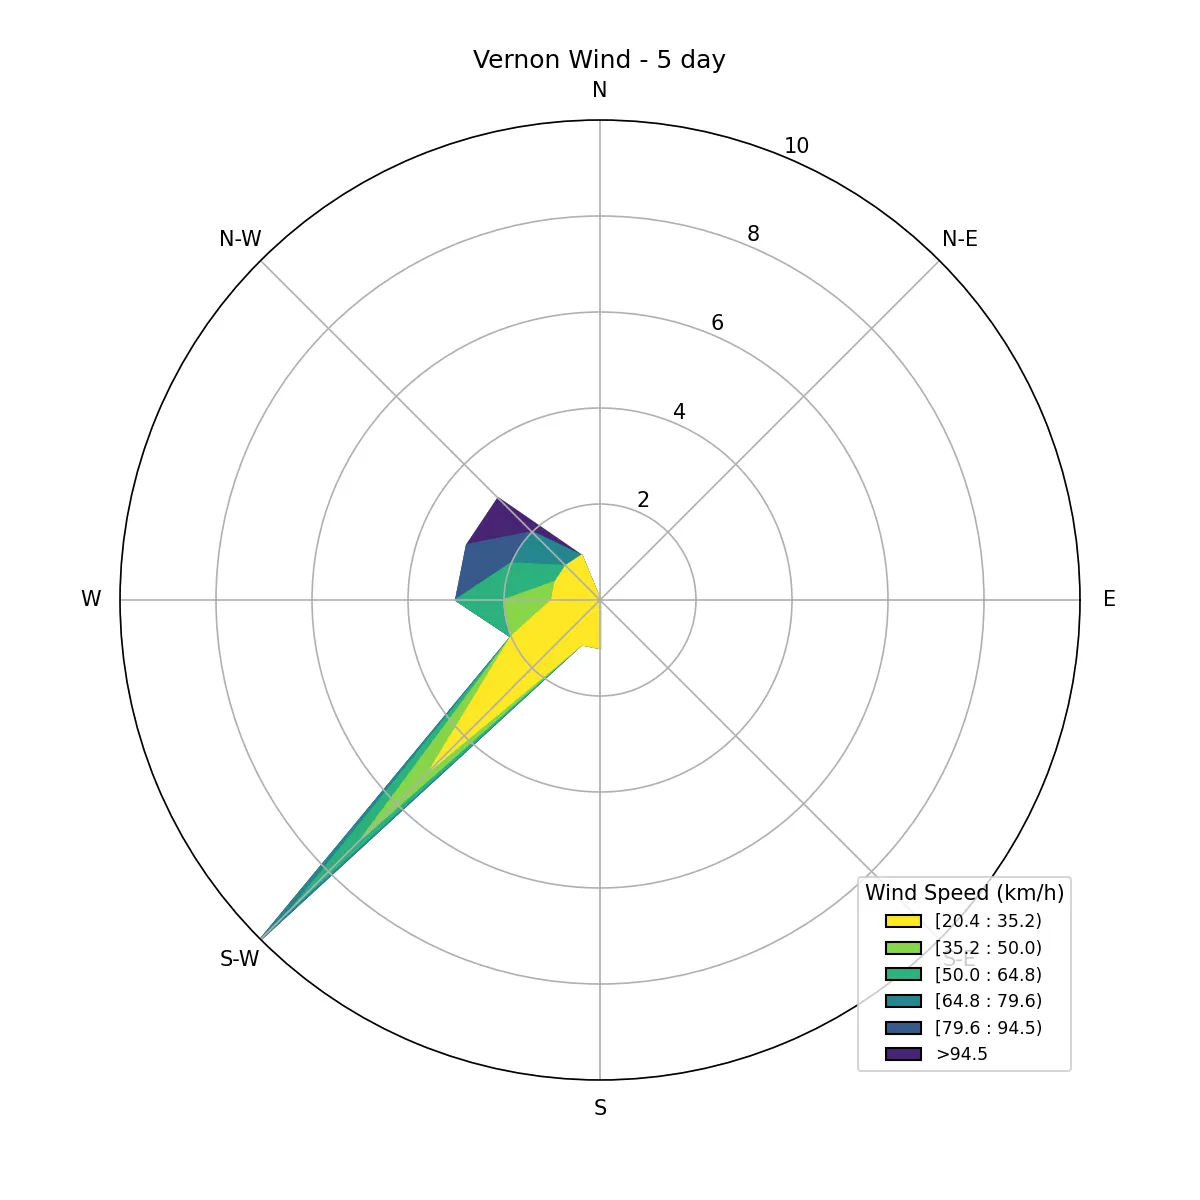 Vernon Wind - 5 day
N
10
N-W
N-E
8
6
4
2
W
E
S-W
S-E
Wind Speed (km/h)
[20.4 : 35.2)
[35.2 : 50.0)
[50.0 : 64.8)
[64.8 : 79.6)
[79.6 : 94.5)
>94.5
S